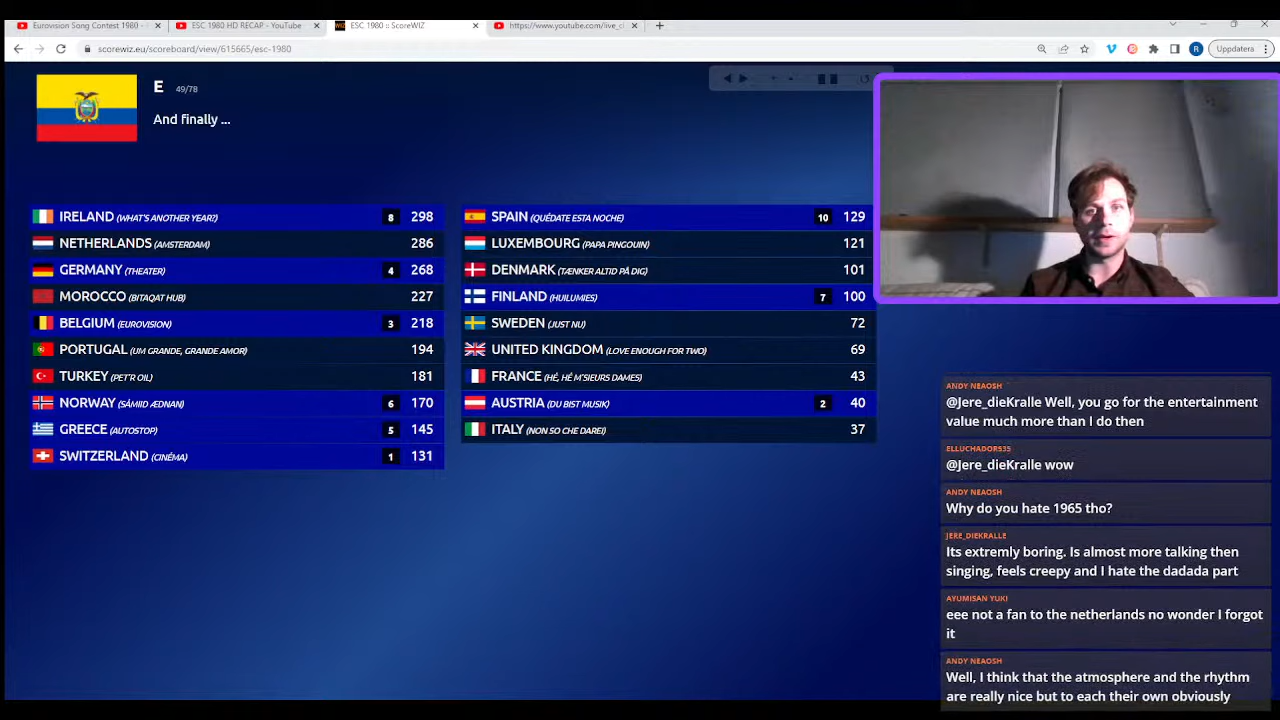 Eurovision Song Contest 1980 -
ESC 1980 HD RECAP - YouTube
WIZ
ESC 1980 :: ScoreWIZ
https://www.youtube.com/live_c
scorewiz.eu/scoreboard/view/615665/esc-1980
R
Uppdatera
E 49/78
And finally ...
IRELAND (WHAT'S ANOTHER YEAR?) 8 298
NETHERLANDS (AMSTERDAM) 286
GERMANY (THEATER) 4 268
MOROCCO (BITAQAT HUB) 227
BELGIUM (EUROVISION) 3 218
PORTUGAL (UM GRANDE, GRANDE AMOR) 194
TURKEY (PET'R OIL) 181
NORWAY (SÁMIID ÆDNAN) 6 170
GREECE (AUTOSTOP) 5 145
SWITZERLAND (CINÉMA) 1 131
SPAIN (QUÉDATE ESTA NOCHE) 10 129
LUXEMBOURG (PAPA PINGOUIN) 121
DENMARK (TÆNKER ALTID PÅ DIG) 101
FINLAND (HUILUMIES) 7 100
SWEDEN (JUST NU) 72
UNITED KINGDOM (LOVE ENOUGH FOR TWO) 69
FRANCE (HÉ, HÉ M'SIEURS DAMES) 43
AUSTRIA (DU BIST MUSIK) 2 40
ITALY (NON SO CHE DAREI) 37
ANDY NEAOSH
@Jere_dieKralle Well, you go for the entertainment
value much more than I do then
ELLUCHADOR535
@Jere_dieKralle wow
ANDY NEAOSH
Why do you hate 1965 tho?
JERE_DIEKRALLE
Its extremly boring. Is almost more talking then
singing, feels creepy and I hate the dadada part
AYUMISAN YUKI
eee not a fan to the netherlands no wonder I forgot
it
ANDY NEAOSH
Well, I think that the atmosphere and the rhythm
are really nice but to each their own obviously